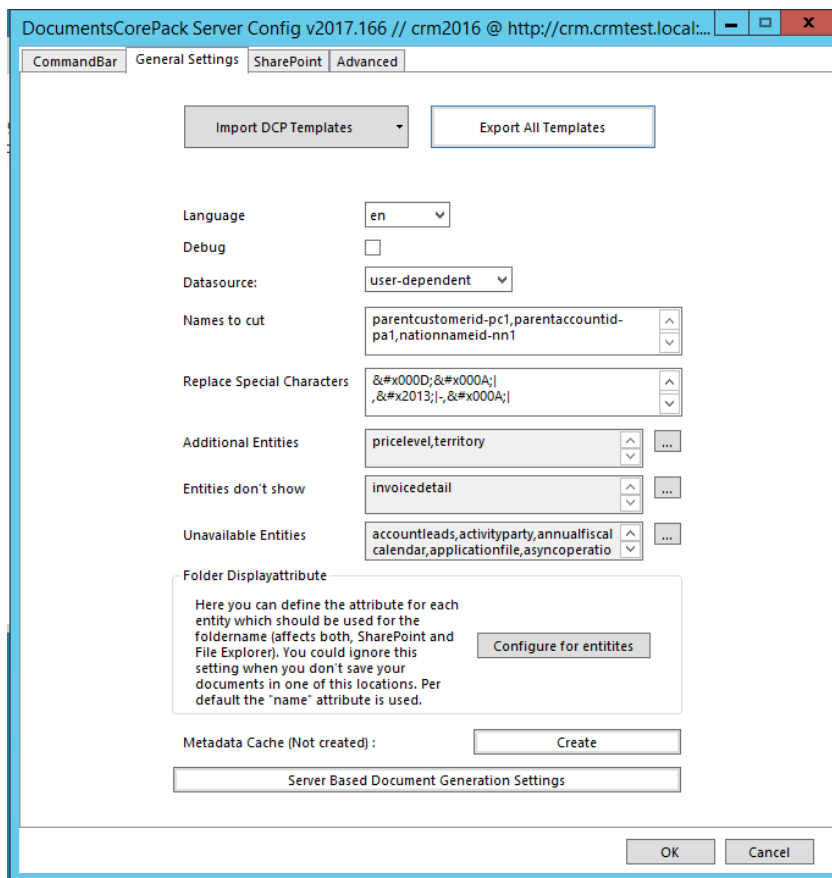 DocumentsCorePack Server Config v2017.166 // crm2016 @ http://crm.crmtest.local:...
CommandBar
General Settings
SharePoint
Advanced
Import DCP Templates
Export All Templates
Language
en
Debug
Datasource:
user-dependent
Names to cut
parentcustomerid-pc1,parentaccountid-
pa1,nationnameid-nn1
Replace Special Characters
&#x000D;&#x000A;|
,&#x2013;|-,&#x000A;|
Additional Entities
pricelevel,territory
...
Entities don't show
invoicedetail
...
Unavailable Entities
accountleads,activityparty,annualfiscal
calendar,applicationfile,asyncoperatio
...
Folder Displayattribute
Here you can define the attribute for each
entity which should be used for the
foldername (affects both, SharePoint and
File Explorer). You could ignore this
setting when you don't save your
documents in one of this locations. Per
default the "name" attribute is used.
Configure for entitites
Metadata Cache (Not created) :
Create
Server Based Document Generation Settings
OK
Cancel